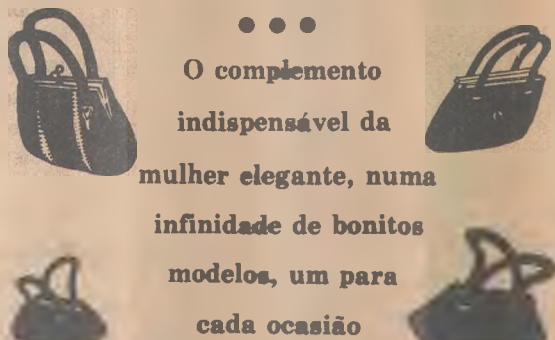 O complemento
indispensável da
mulher elegante, numa
infinidade de bonitos
modelos, um para
cada ocasião